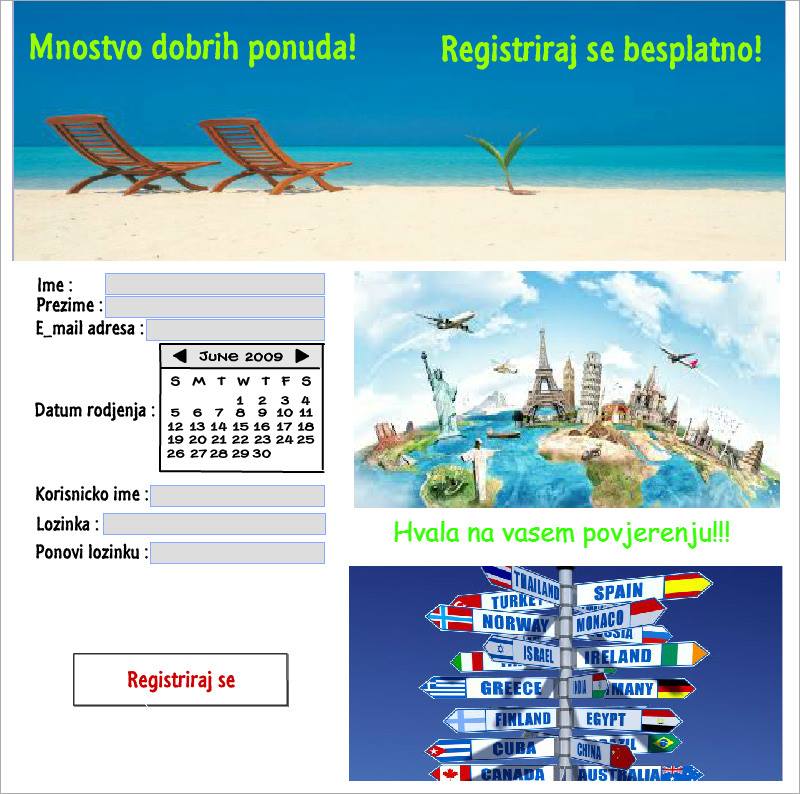 Mnostvo dobrih ponuda!
Registriraj se besplatno!
Ime :
Prezime :
E_mail adresa :
June 2009
S M T W T F S
1 2 3 4
5 6 7 8 9 10 11
12 13 14 15 16 17 18
19 20 21 22 23 24 25
26 27 28 29 30
Datum rodjenja :
Korisnicko ime :
Lozinka :
Ponovi lozinku :
Registriraj se
Hvala na vasem povjerenju!!!
THAILAND
SPAIN
TURKEY
NORWAY
MONACO
ISRAEL
IRELAND
GREECE
FINLAND
EGYPT
CUBA
CHINA
CANADA
AUSTRALIA